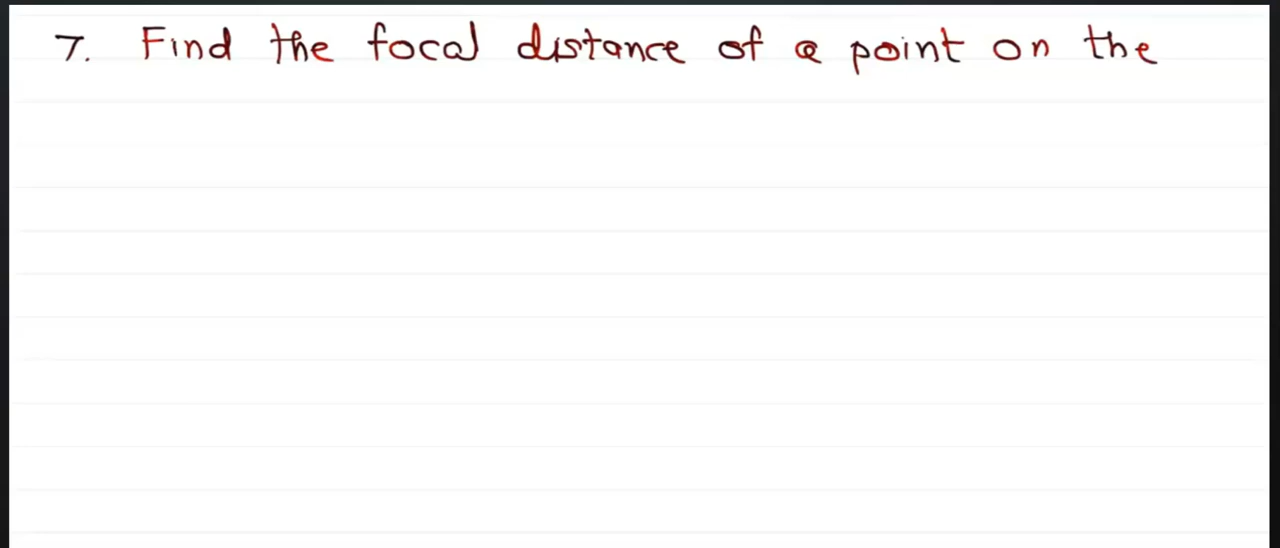 7. Find the focal distance of a point on the